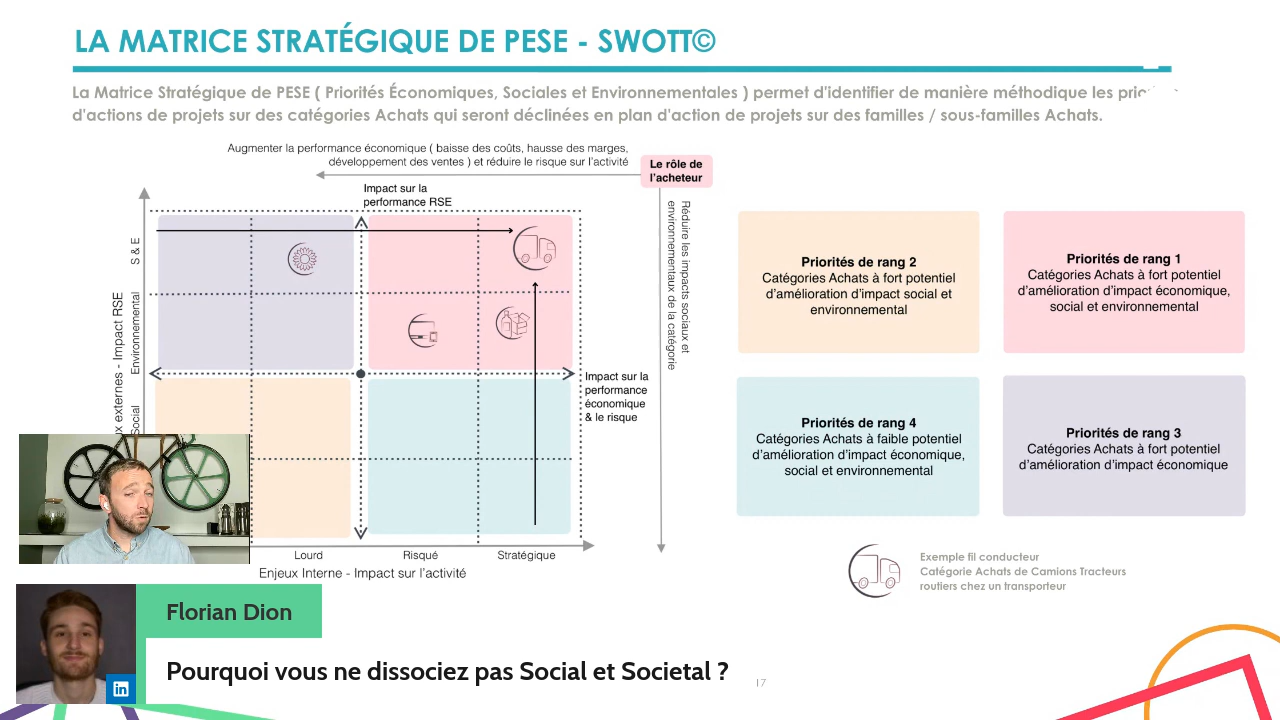 LA MATRICE STRATÉGIQUE DE PESE - SWOTT©
La Matrice Stratégique de PESE ( Priorités Économiques, Sociales et Environnementales ) permet d'identifier de manière méthodique les
d'actions de projets sur des catégories Achats qui seront déclinées en plan d'action de projets sur des familles / sous-familles Achats.
Augmenter la performance économique ( baisse des coûts, hausse des marges,
développement des ventes ) et réduire le risque sur l'activité
Le rôle de
l'acheteur
Impact sur la
performance RSE
Réduire les impacts sociaux et
environnementaux de la catégorie
S & E
Environnemental
Social
externes - Impact RSE
Impact sur la
performance
économique
& le risque
Lourd
Risqué
Stratégique
Enjeux Interne - Impact sur l'activité
Priorités de rang 2
Catégories Achats à fort potentiel
d'amélioration d'impact social et
environnemental
Priorités de rang 1
Catégories Achats à fort potentiel
d'amélioration d'impact économique,
social et environnemental
Priorités de rang 4
Catégories Achats à faible potentiel
d'amélioration d'impact économique,
social et environnemental
Priorités de rang 3
Catégories Achats à fort potentiel
d'amélioration d'impact économique
Exemple fil conducteur
Catégorie Achats de Camions Tracteurs
routiers chez un transporteur
Florian Dion
in
Pourquoi vous ne dissociez pas Social et Societal ?
17